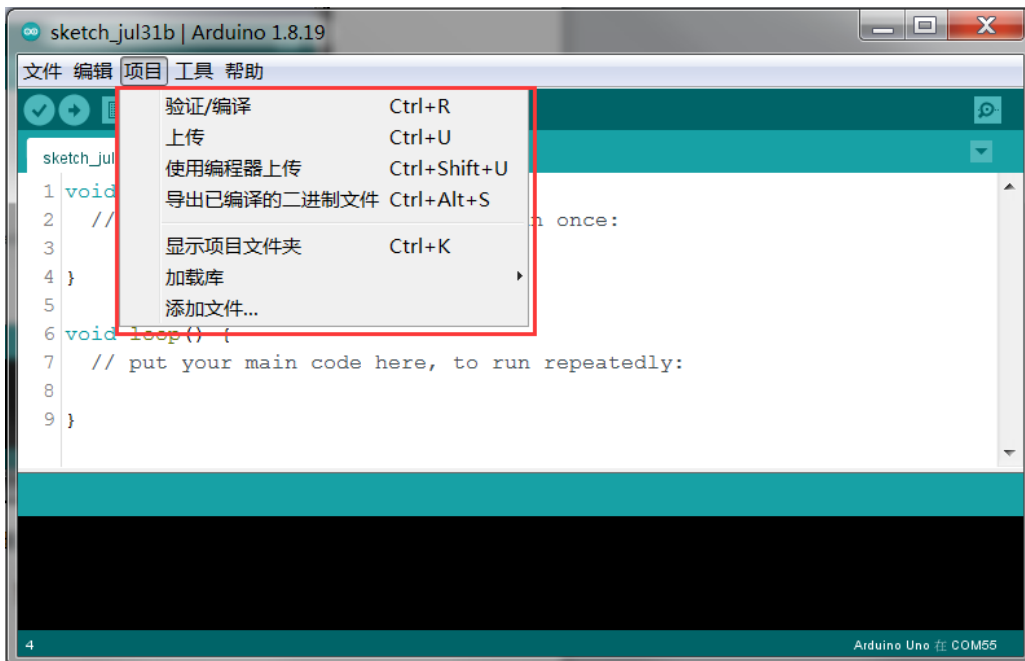 sketch_jul31b | Arduino 1.8.19
文件 编辑 项目 工具 帮助
验证/编译 Ctrl+R
上传 Ctrl+U
使用编程器上传 Ctrl+Shift+U
导出已编译的二进制文件 Ctrl+Alt+S
显示项目文件夹 Ctrl+K
加载库
添加文件...
sketch_jul
1 void
2 // n once:
3
4 }
5
6 void loop() {
7 // put your main code here, to run repeatedly:
8
9 }
4 Arduino Uno 在 COM55